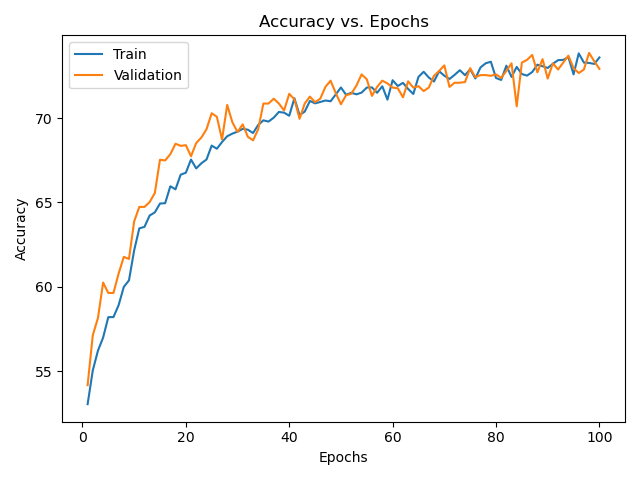 Accuracy vs. Epochs
Train
Validation
70
65
60
55
Accuracy
0 20 40 60 80 100
Epochs